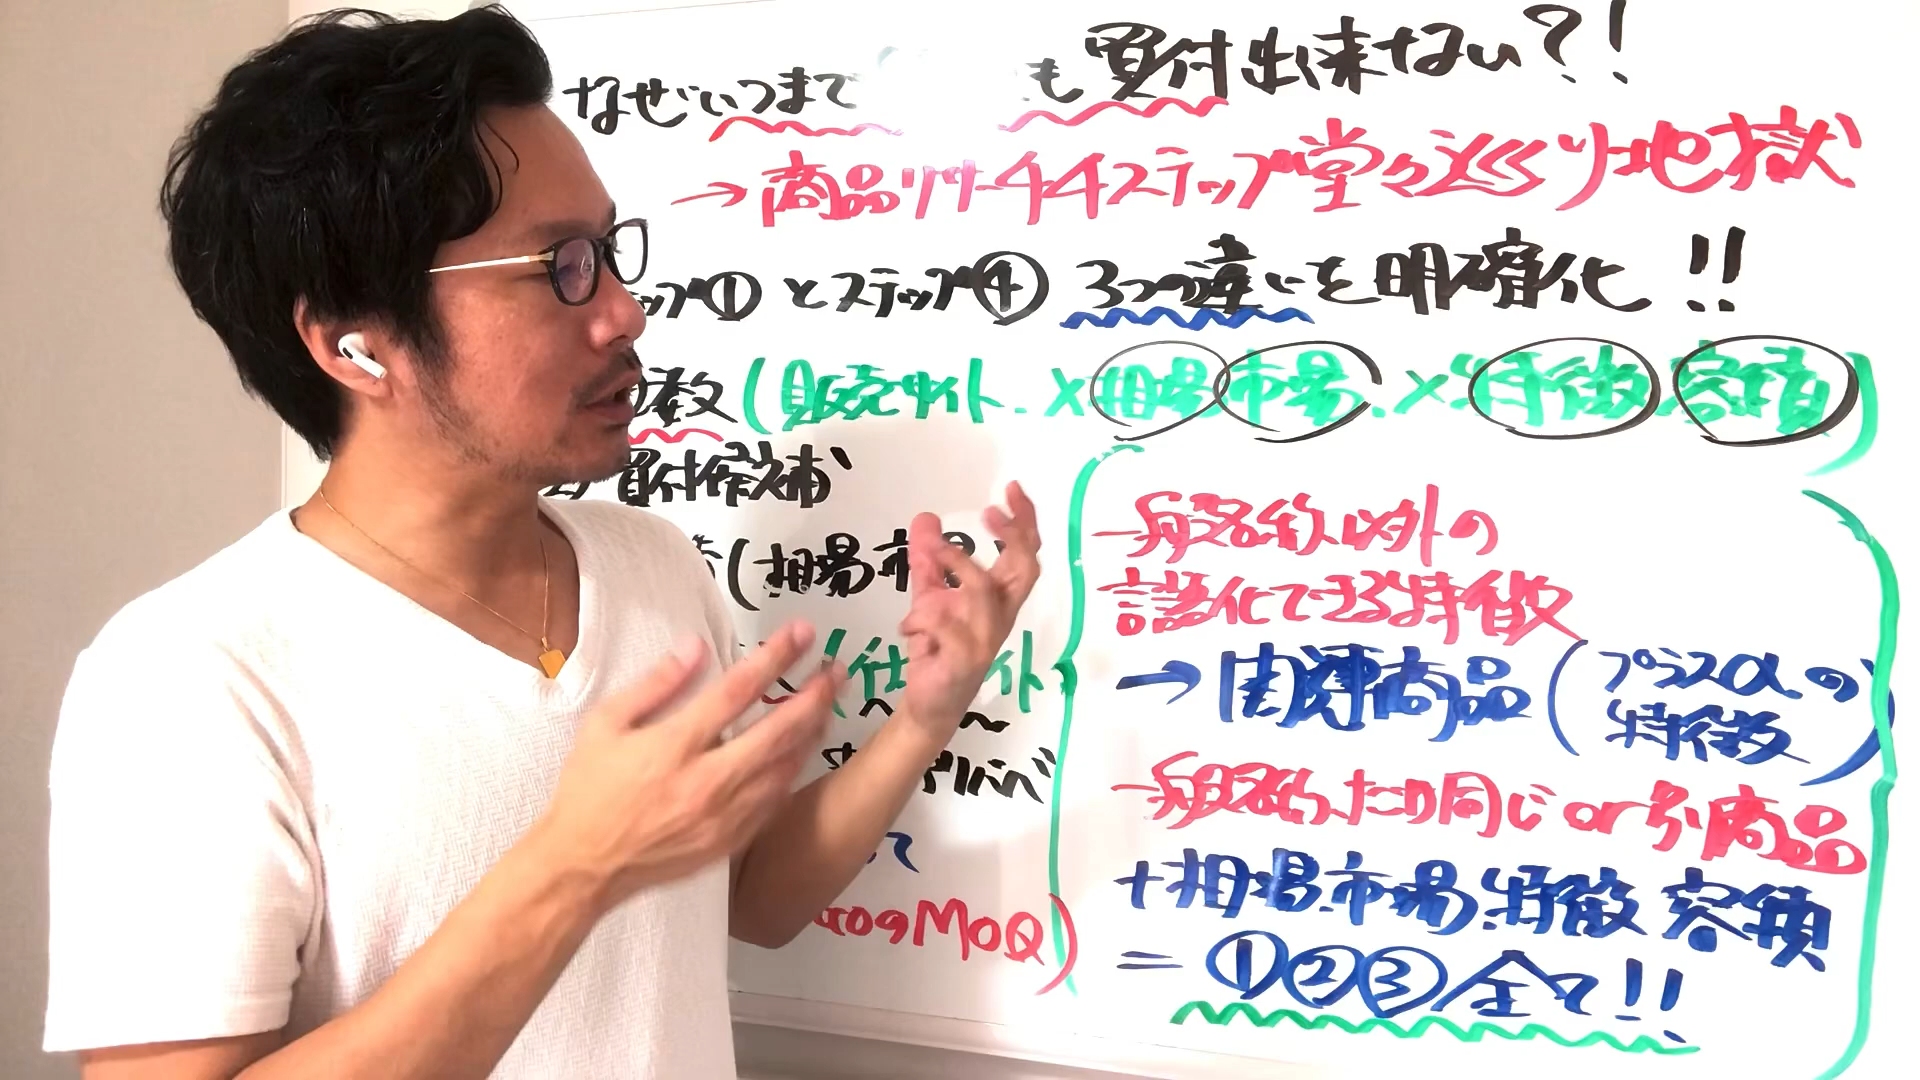 なぜいつまで も買付出来ない?!
→商品リサーチ4ステップ堂々巡り地獄
ップ① とステップ④ 3つの違いを明確化!!
数(販売サイト.×相場市場.×特徴容積)
買付候補
(相場市場)
(仕 イト
て
MOQ)
一般名称以外の
言語化できる特徴
→関連商品(プラスαの特徴)
一般名称、たり同じor別商品
+相場市場.特徴容積
=①②③全て!!